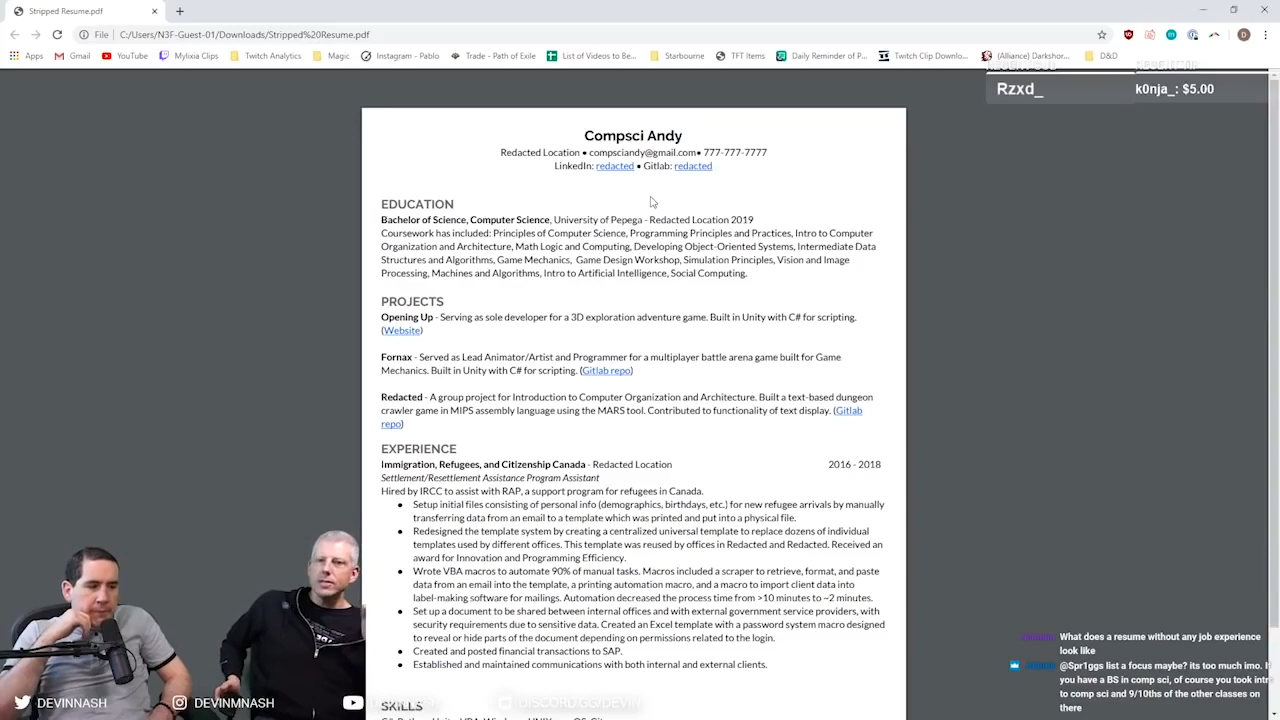 Stripped Resume.pdf
File
C:/Users/N3F-Guest-01/Downloads/Stripped%20Resume.pdf
D
Apps
Gmail
YouTube
Mylixia Clips
Twitch Analytics
Magic
Instagram - Pablo
Trade - Path of Exile
List of Videos to Be...
Starbourne
TFT Items
Daily Reminder of P...
Twitch Clip Downlo...
(Alliance) Darkshor...
D&D
Rzxd_
k0nja_: $5.00
Compsci Andy
Redacted Location • compsciandy@gmail.com• 777-777-7777
LinkedIn: redacted • Gitlab: redacted
EDUCATION
Bachelor of Science, Computer Science, University of Pepega - Redacted Location 2019
Coursework has included: Principles of Computer Science, Programming Principles and Practices, Intro to Computer
Organization and Architecture, Math Logic and Computing, Developing Object-Oriented Systems, Intermediate Data
Structures and Algorithms, Game Mechanics, Game Design Workshop, Simulation Principles, Vision and Image
Processing, Machines and Algorithms, Intro to Artificial Intelligence, Social Computing.
PROJECTS
Opening Up - Serving as sole developer for a 3D exploration adventure game. Built in Unity with C# for scripting.
(Website)
Fornax - Served as Lead Animator/Artist and Programmer for a multiplayer battle arena game built for Game
Mechanics. Built in Unity with C# for scripting. (Gitlab repo)
Redacted - A group project for Introduction to Computer Organization and Architecture. Built a text-based dungeon
crawler game in MIPS assembly language using the MARS tool. Contributed to functionality of text display. (Gitlab
repo)
EXPERIENCE
Immigration, Refugees, and Citizenship Canada - Redacted Location 2016 - 2018
Settlement/Resettlement Assistance Program Assistant
Hired by IRCC to assist with RAP, a support program for refugees in Canada.
● Setup initial files consisting of personal info (demographics, birthdays, etc.) for new refugee arrivals by manually
transferring data from an email to a template which was printed and put into a physical file.
● Redesigned the template system by creating a centralized universal template to replace dozens of individual
templates used by different offices. This template was reused by offices in Redacted and Redacted. Received an
award for Innovation and Programming Efficiency.
● Wrote VBA macros to automate 90% of manual tasks. Macros included a scraper to retrieve, format, and paste
data from an email into the template, a printing automation macro, and a macro to import client data into
label-making software for mailings. Automation decreased the process time from >10 minutes to ~2 minutes.
● Set up a document to be shared between internal offices and with external government service providers, with
security requirements due to sensitive data. Created an Excel template with a password system macro designed
to reveal or hide parts of the document depending on permissions related to the login.
● Created and posted financial transactions to SAP.
● Established and maintained communications with both internal and external clients.
SKILLS
What does a resume without any job experience
look like
@Spr1ggs list a focus maybe? its too much imo. I
you have a BS in comp sci, of course you took intr
to comp sci and 9/10ths of the other classes on
there
DEVINNASH
DEVINMNASH
DISCORD.GG/DEVIN